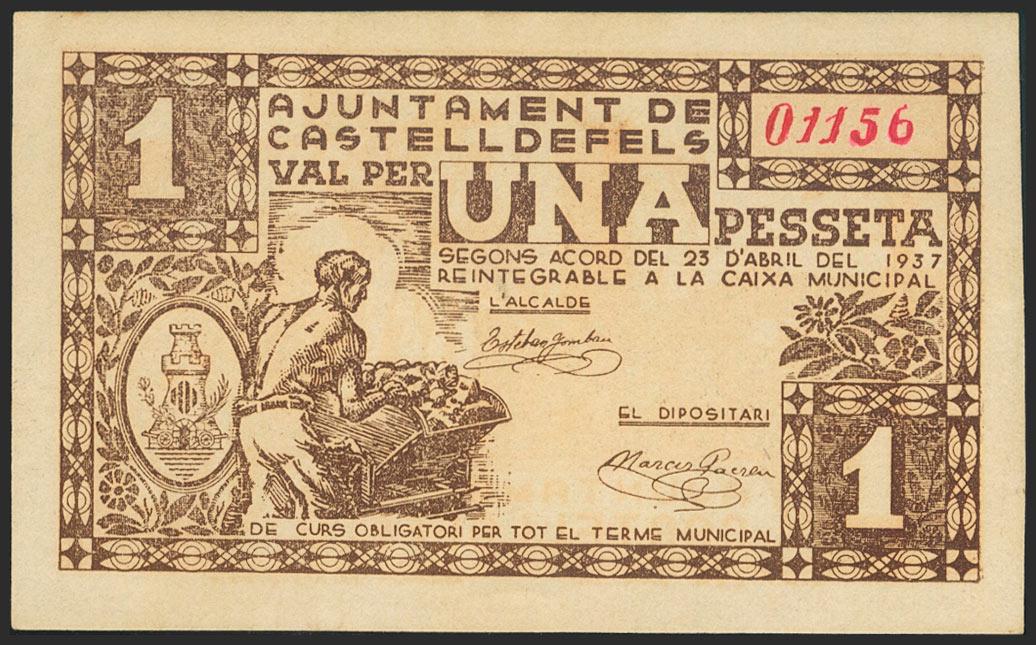 1
AJUNTAMENT DE
CASTELLDEFELS
01156
VAL PER UNA PESSETA
SEGONS ACORD DEL 23 D'ABRIL DEL 1937
REINTEGRABLE A LA CAIXA MUNICIPAL
L'ALCALDE
EL DIPOSITARI
1
DE CURS OBLIGATORI PER TOT EL TERME MUNICIPAL